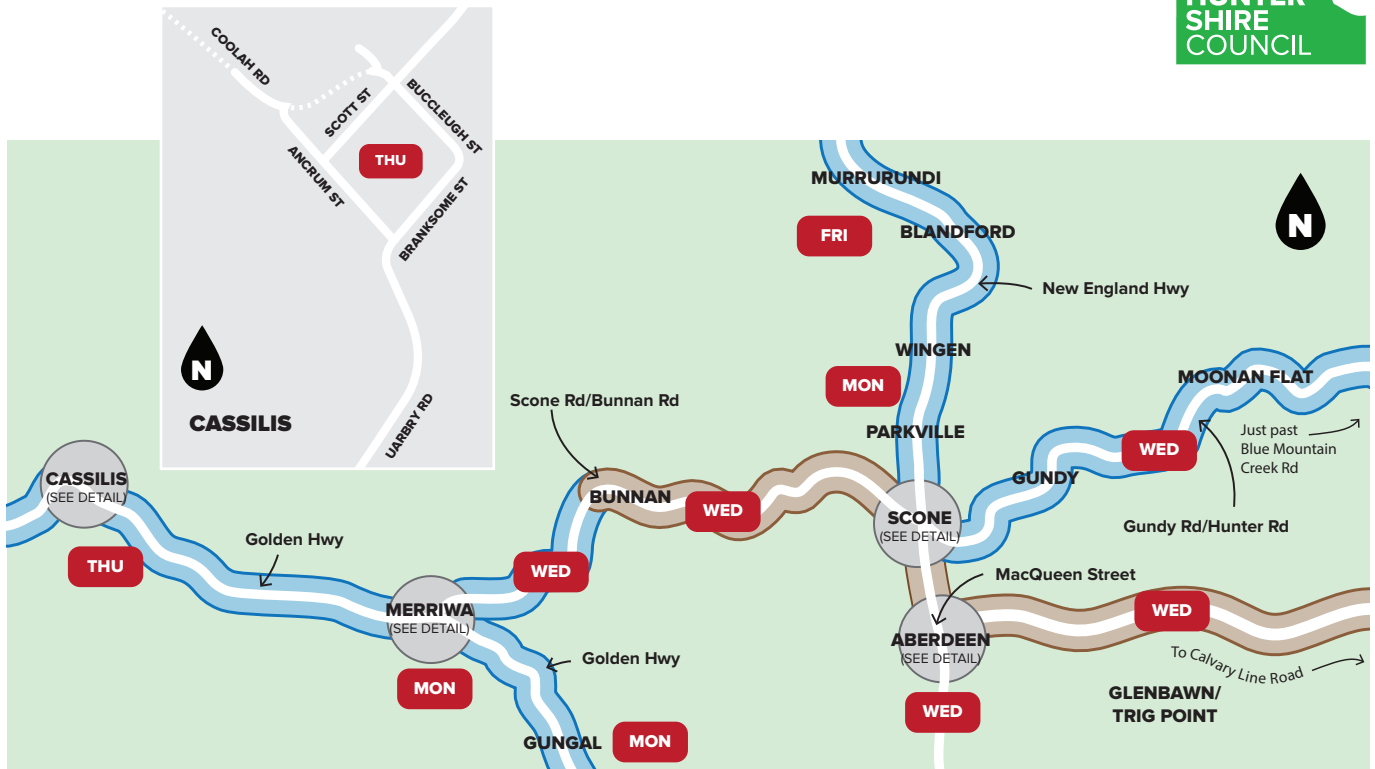 HUNTER
SHIRE
COUNCIL
COOLAH RD
SCOTT ST
BUCCLEUGH ST
THU
ANCRUM ST
BRANKSOME ST
UARBRY RD
N
CASSILIS
MURRURUNDI
FRI
BLANDFORD
N
New England Hwy
WINGEN
MON
MOONAN FLAT
Scone Rd/Bunnan Rd
PARKVILLE
Just past
Blue Mountain
Creek Rd
WED
CASSILIS
(SEE DETAIL)
GUNDY
BUNNAN
WED
SCONE
(SEE DETAIL)
Gundy Rd/Hunter Rd
Golden Hwy
THU
WED
MacQueen Street
MERRIWA
(SEE DETAIL)
WED
ABERDEEN
(SEE DETAIL)
Golden Hwy
To Calvary Line Road
MON
GLENBAWN/
TRIG POINT
WED
GUNGAL
MON